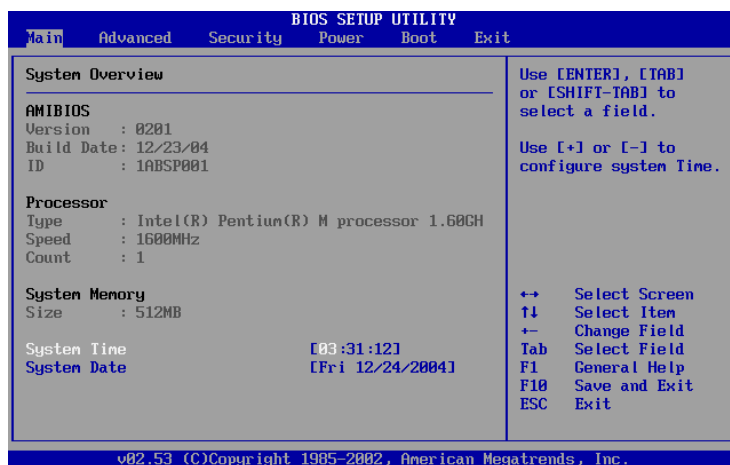 BIOS SETUP UTILITY
Main Advanced Security Power Boot Exit
System Overview
AMIBIOS
Version : 0201
Build Date: 12/23/04
ID : 1ABSP001
Processor
Type : Intel(R) Pentium(R) M processor 1.60GH
Speed : 1600MHz
Count : 1
System Memory
Size : 512MB
System Time [03:31:12]
System Date [Fri 12/24/2004]
Use [ENTER], [TAB]
or [SHIFT-TAB] to
select a field.
Use [+] or [-] to
configure system Time.
←→ Select Screen
↑↓ Select Item
+- Change Field
Tab Select Field
F1 General Help
F10 Save and Exit
ESC Exit
v02.53 (C)Copyright 1985-2002, American Megatrends, Inc.